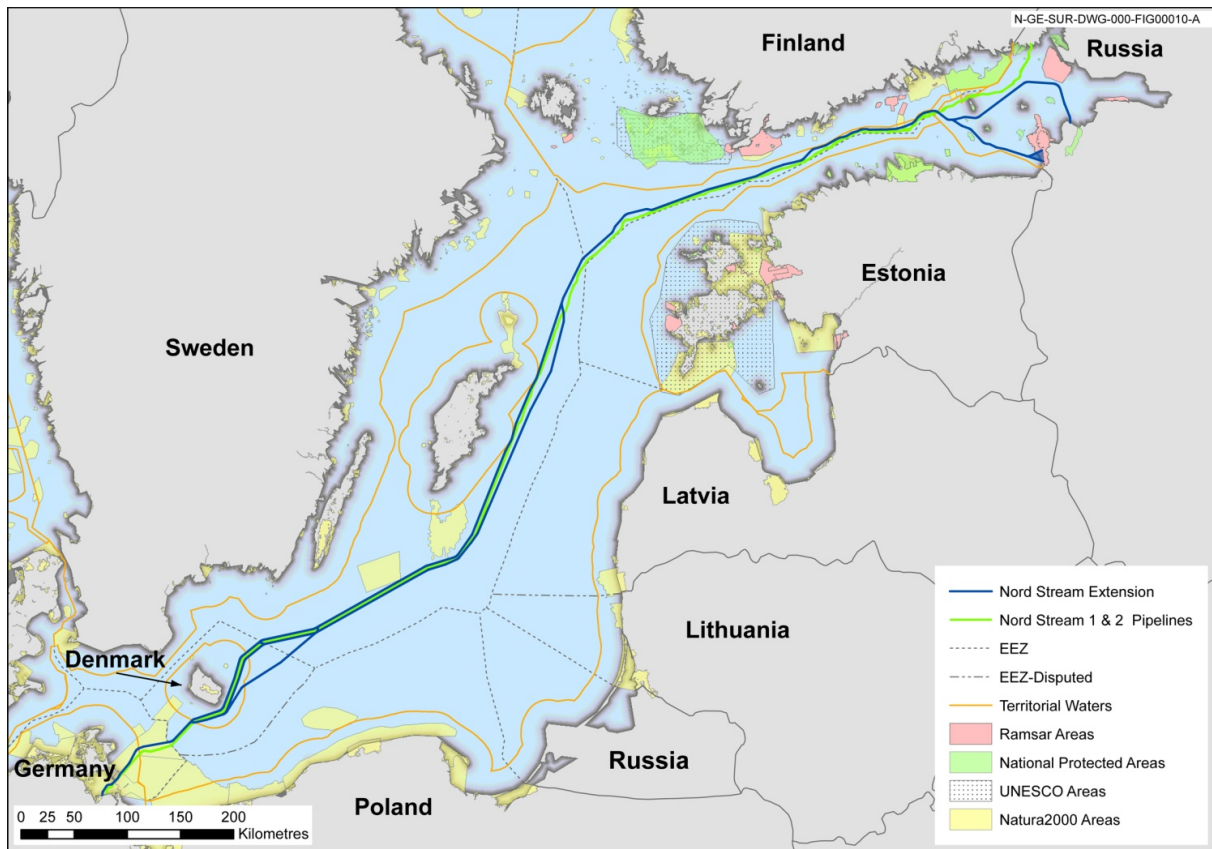 N-GE-SUR-DWG-000-FIG00010-A
Finland
Russia
Estonia
Sweden
Latvia
Lithuania
Denmark
Russia
Germany
Poland
0 25 50 100 150 200
Kilometres
Nord Stream Extension
Nord Stream 1 & 2 Pipelines
EEZ
EEZ-Disputed
Territorial Waters
Ramsar Areas
National Protected Areas
UNESCO Areas
Natura2000 Areas